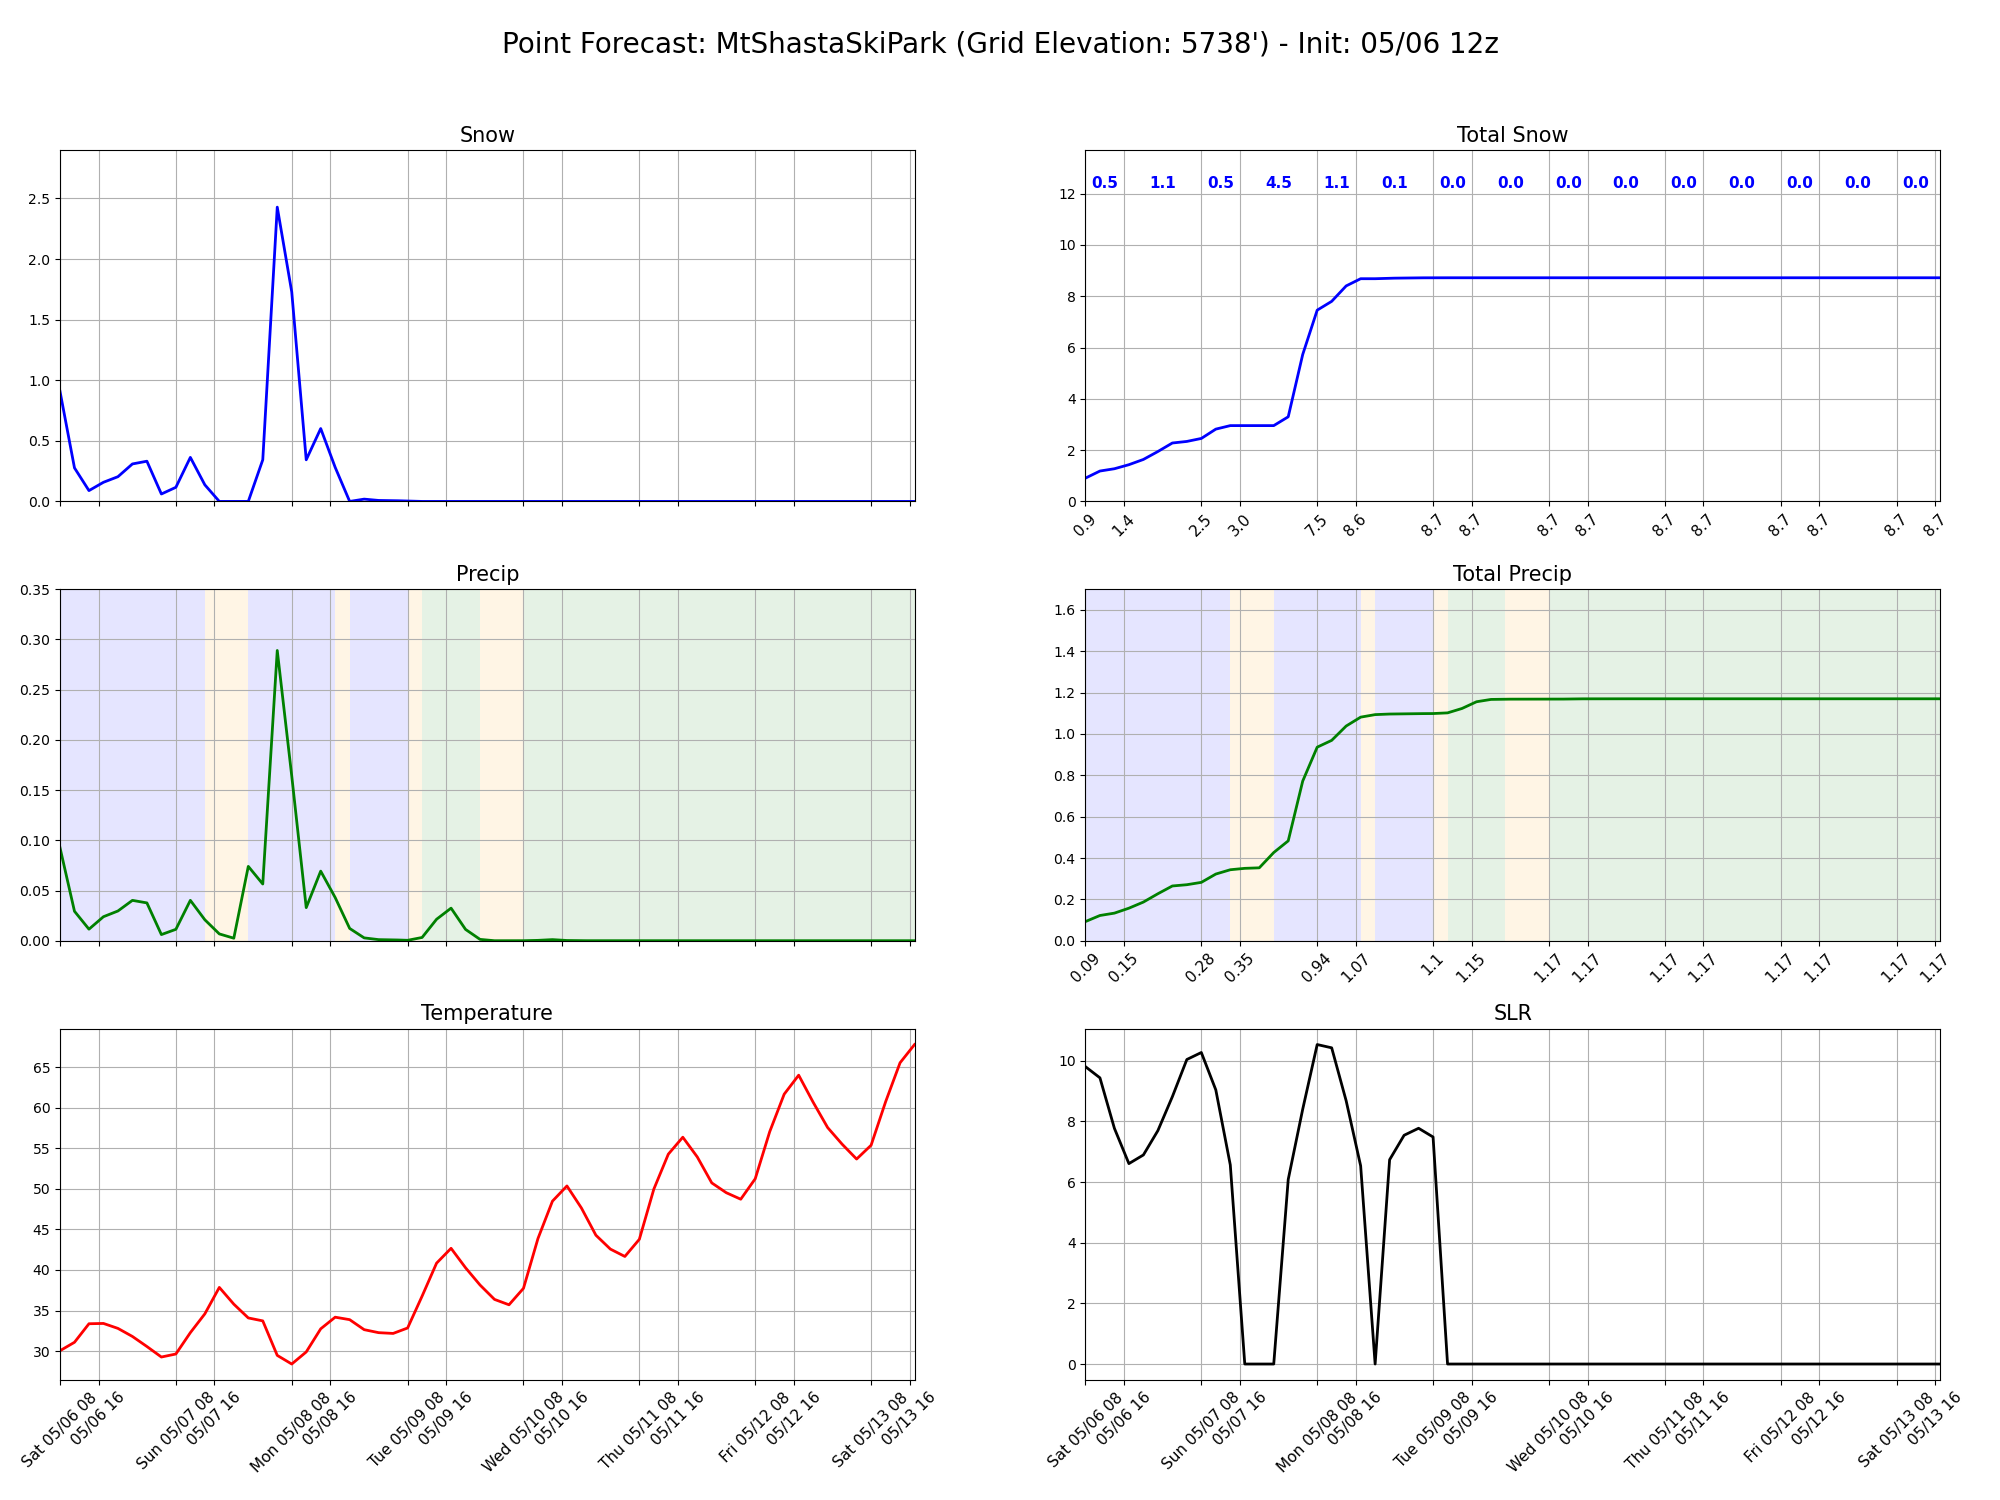 Point Forecast: MtShastaSkiPark (Grid Elevation: 5738') - Init: 05/06 12z
Snow
2.5
2.0
1.5
1.0
0.5
0.0
Total Snow
0.5 1.1 0.5 4.5 1.1 0.1 0.0 0.0 0.0 0.0 0.0 0.0 0.0 0.0 0.0
12
10
8
6
4
2
0
0.9 1.4 2.5 3.0 7.5 8.6 8.7 8.7 8.7 8.7 8.7 8.7 8.7 8.7 8.7 8.7
Precip
0.35
0.30
0.25
0.20
0.15
0.10
0.05
0.00
Total Precip
1.6
1.4
1.2
1.0
0.8
0.6
0.4
0.2
0.0
0.09 0.15 0.28 0.35 0.94 1.07 1.1 1.15 1.17 1.17 1.17 1.17 1.17 1.17 1.17 1.17
Temperature
65
60
55
50
45
40
35
30
Sat 05/06 08
05/06 16
Sun 05/07 08
05/07 16
Mon 05/08 08
05/08 16
Tue 05/09 08
05/09 16
Wed 05/10 08
05/10 16
Thu 05/11 08
05/11 16
Fri 05/12 08
05/12 16
Sat 05/13 08
05/13 16
SLR
10
8
6
4
2
0
Sat 05/06 08
05/06 16
Sun 05/07 08
05/07 16
Mon 05/08 08
05/08 16
Tue 05/09 08
05/09 16
Wed 05/10 08
05/10 16
Thu 05/11 08
05/11 16
Fri 05/12 08
05/12 16
Sat 05/13 08
05/13 16